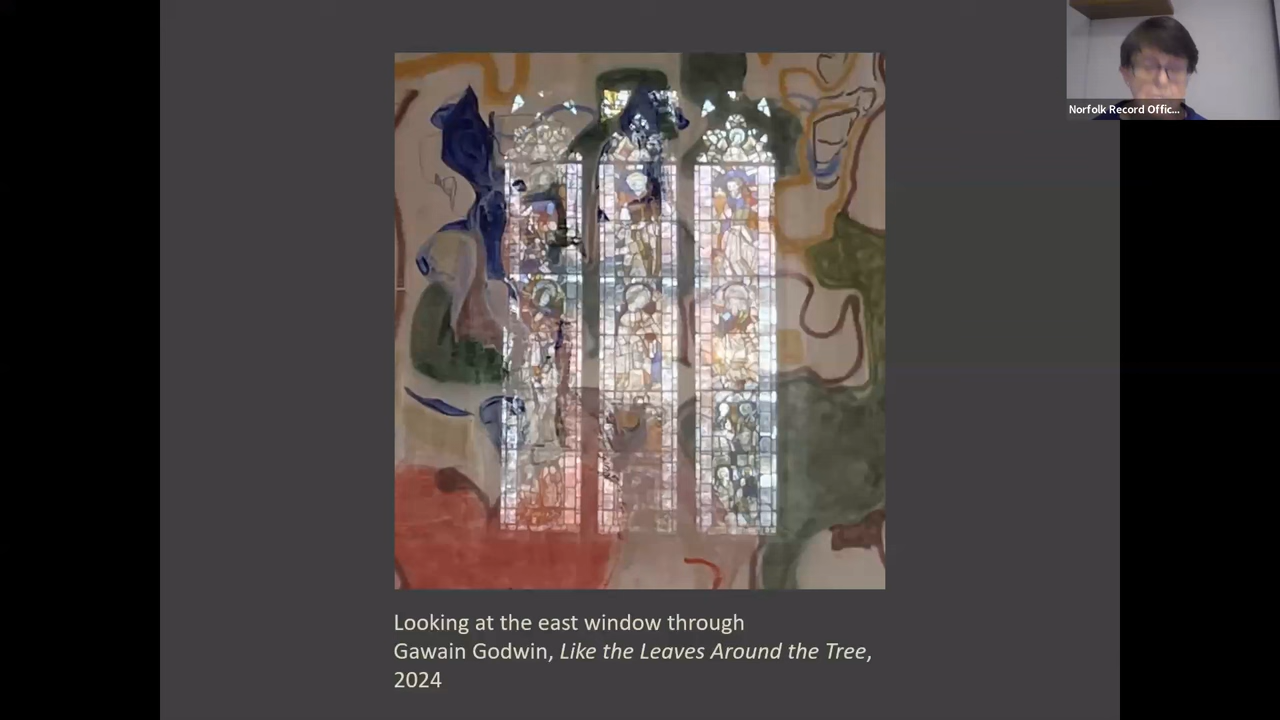 Norfolk Record Offic...
Looking at the east window through
Gawain Godwin, Like the Leaves Around the Tree,
2024